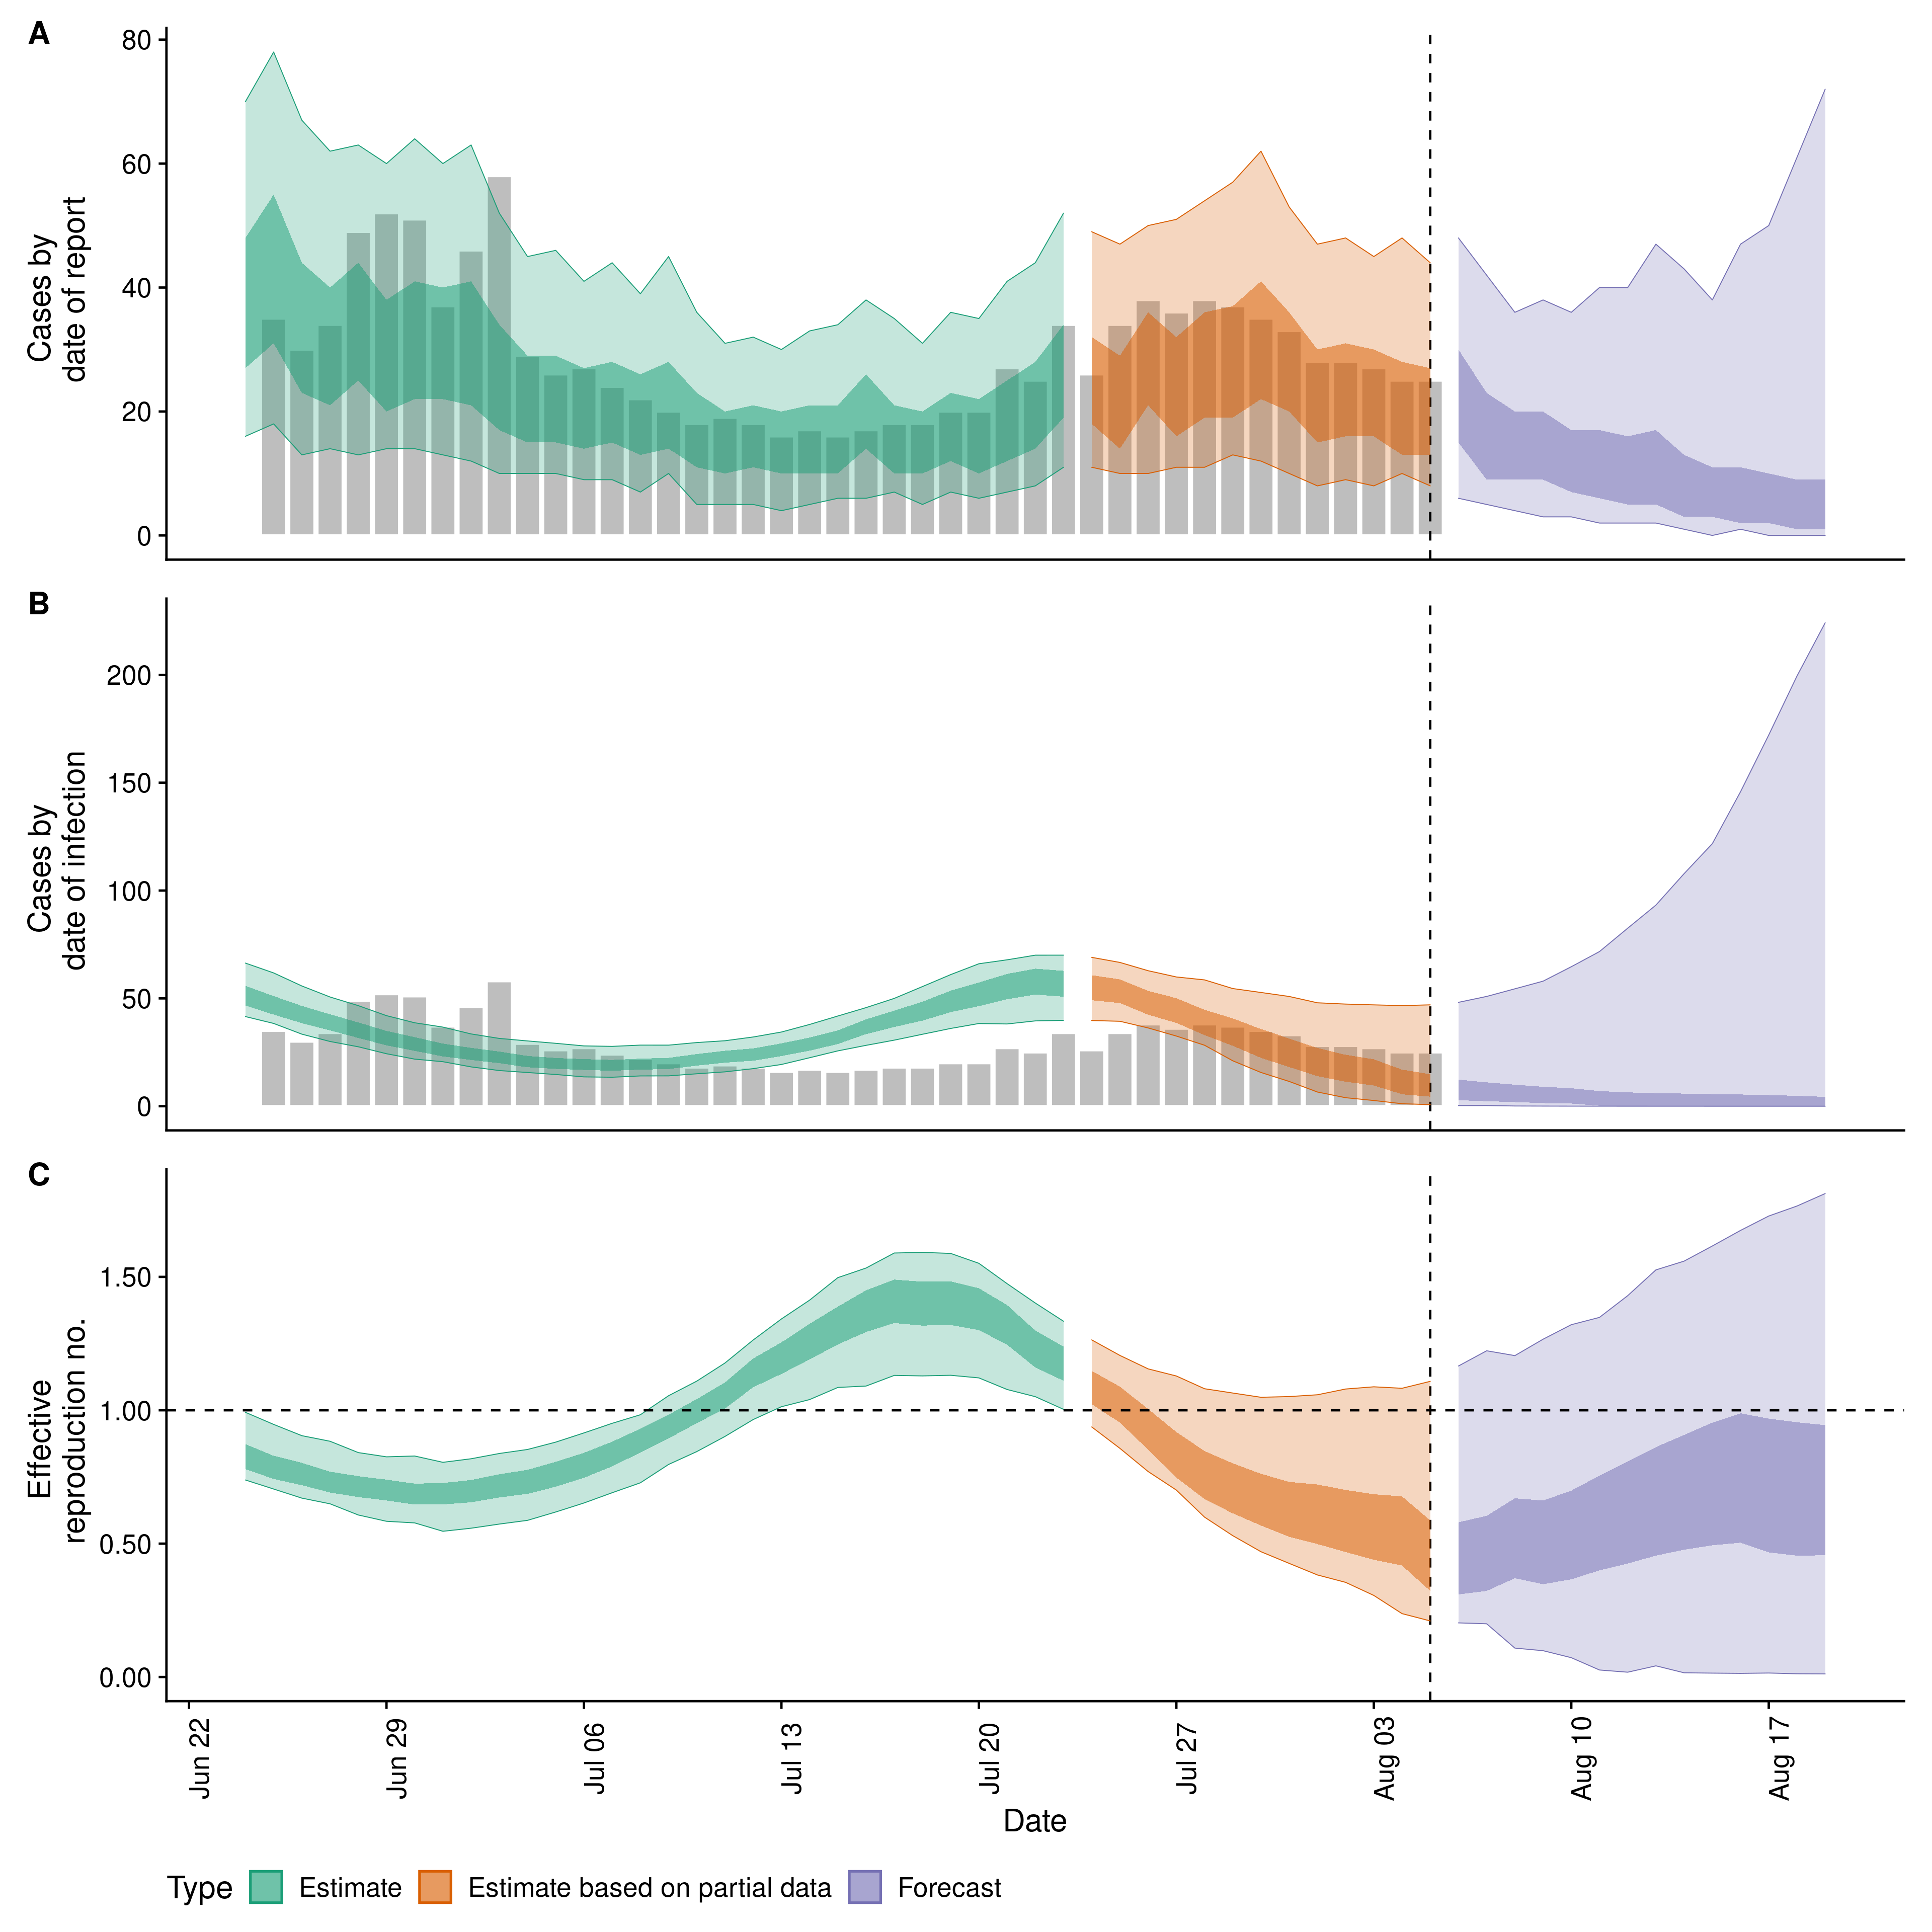 A
80
60
40
20
0
Cases by
date of report
B
200
150
100
50
0
Cases by
date of infection
C
1.50
1.00
0.50
0.00
Effective
reproduction no.
Jun 22
Jun 29
Jul 06
Jul 13
Jul 20
Jul 27
Aug 03
Aug 10
Aug 17
Date
Type Estimate Estimate based on partial data Forecast